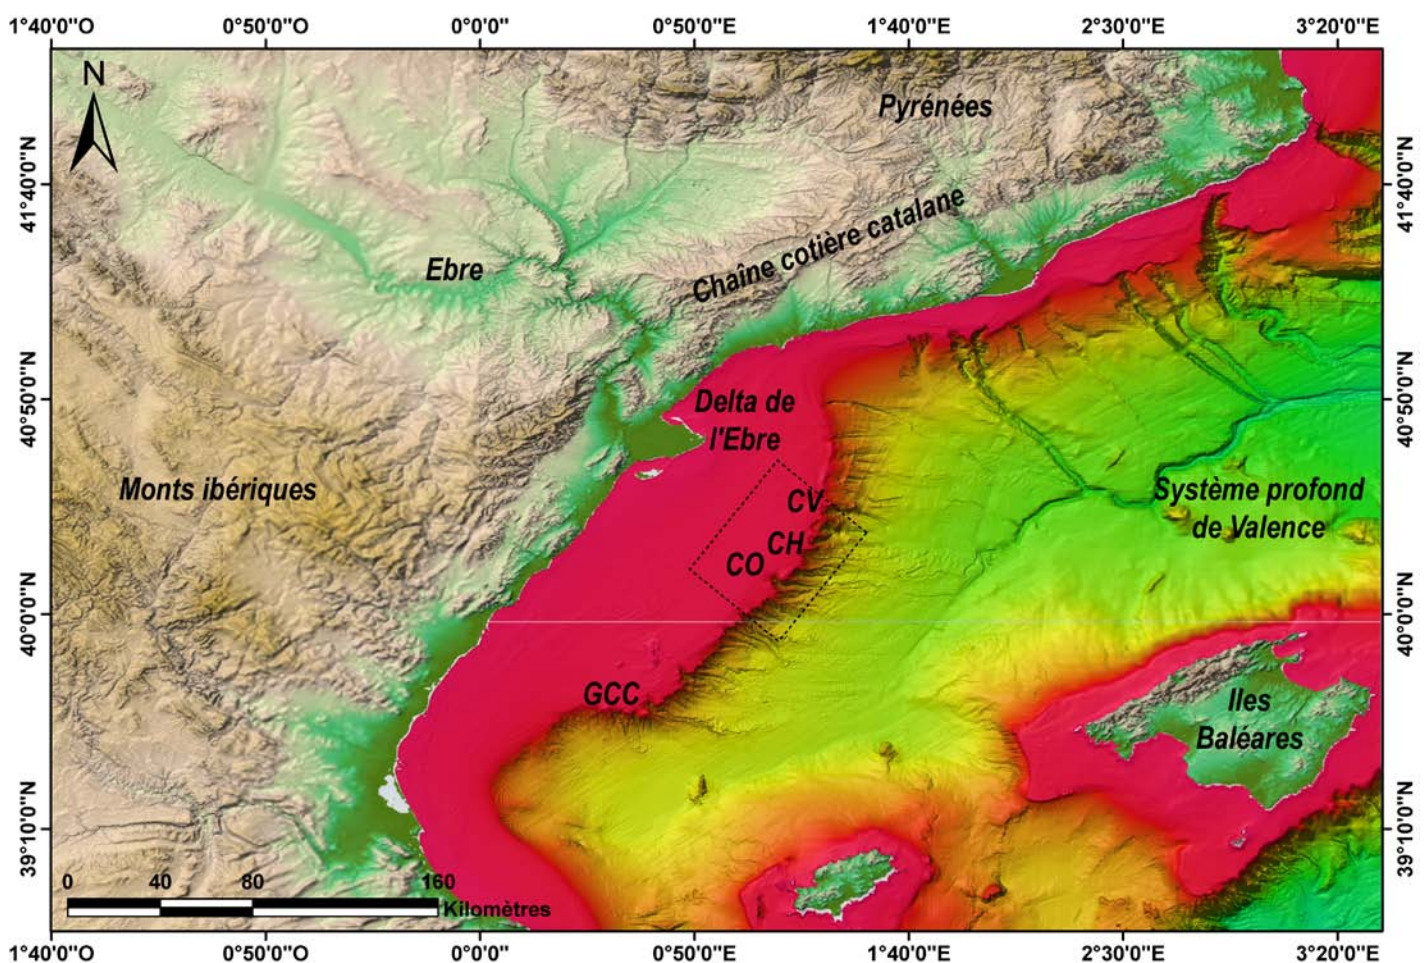 1°40'0"O
0°50'0"O
0°0'0"
0°50'0"E
1°40'0"E
2°30'0"E
3°20'0"E
N
Pyrénées
41°40'0"N
41°40'0"N
Chaîne cotière catalane
Ebre
40°50'0"N
40°50'0"N
Delta de
l'Ebre
Monts ibériques
CV
Système profond
de Valence
CH
CO
40°0'0"N
40°0'0"N
GCC
Iles
Baléares
39°10'0"N
39°10'0"N
0 40 80 160
Kilomètres
1°40'0"O
0°50'0"O
0°0'0"
0°50'0"E
1°40'0"E
2°30'0"E
3°20'0"E